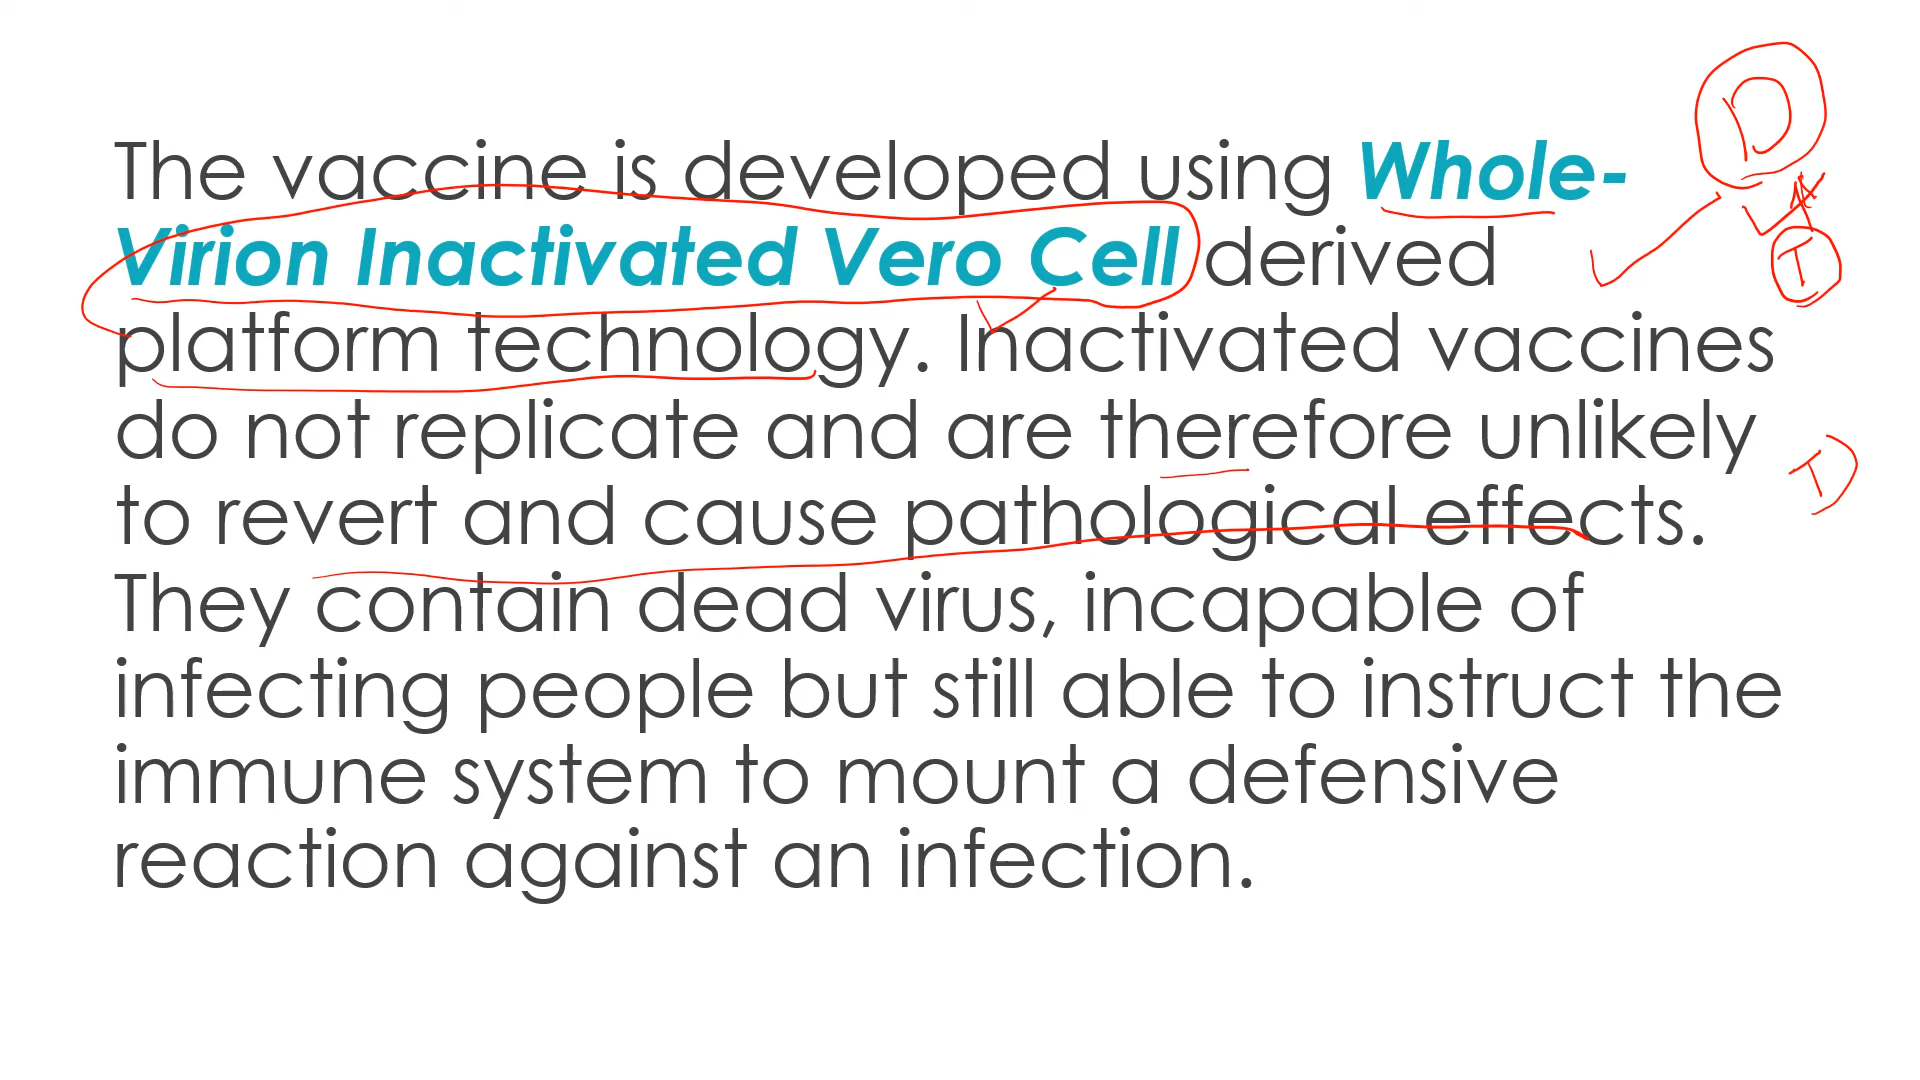 The vaccine is developed using Whole-
Virion Inactivated Vero Cell derived
platform technology. Inactivated vaccines
do not replicate and are therefore unlikely
to revert and cause pathological effects.
They contain dead virus, incapable of
infecting people but still able to instruct the
immune system to mount a defensive
reaction against an infection.
D
I